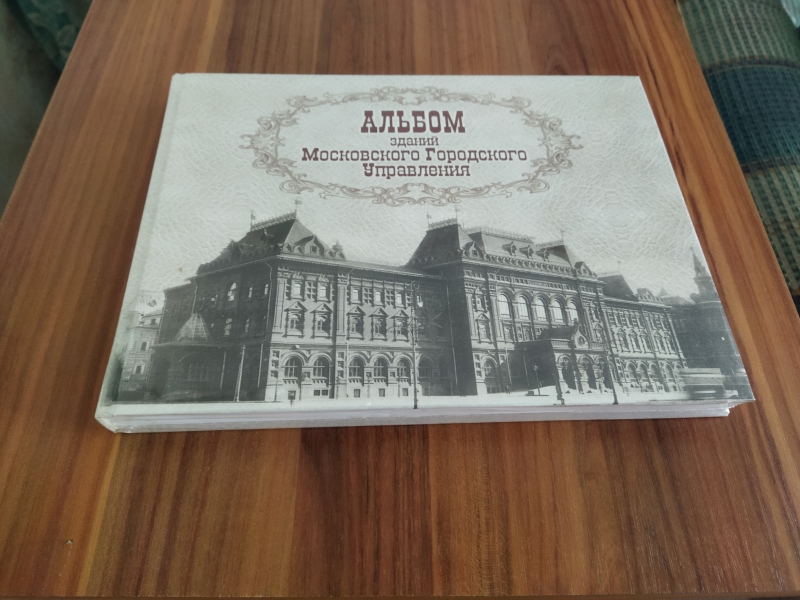 АЛЬБОМ
зданий
Московского Городского
Управления